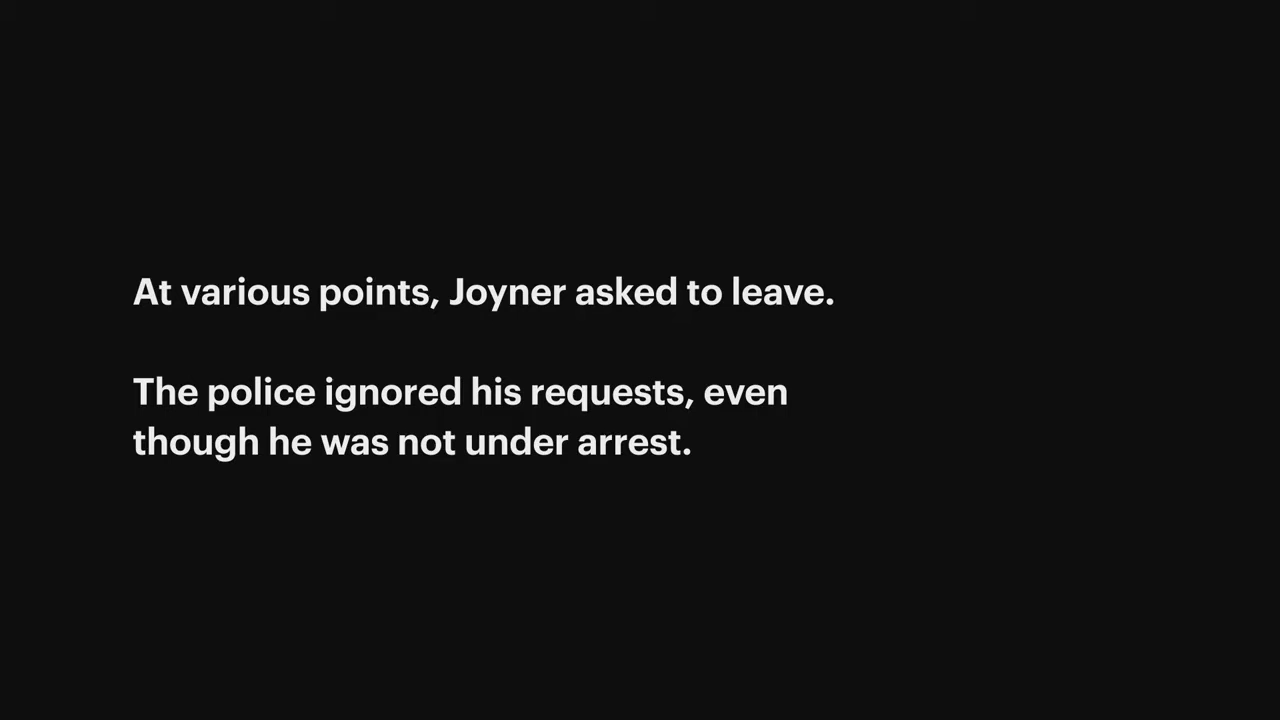 At various points, Joyner asked to leave.
The police ignored his requests, even
though he was not under arrest.